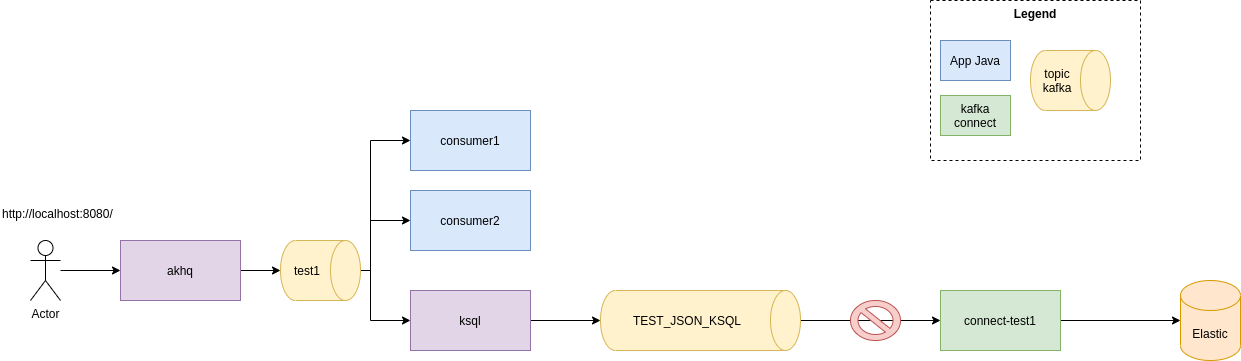 Legend
App Java
topic
kafka
kafka
connect
consumer1
consumer2
http://localhost:8080/
akhq
test1
Actor
ksql
TEST_JSON_KSQL
connect-test1
Elastic